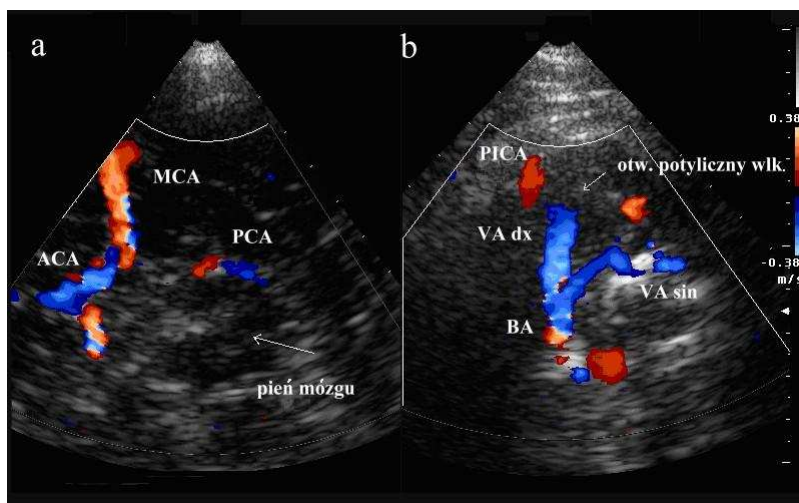 a
MCA
ACA
PCA
pień mózgu
b
PICA
otw. potyliczny wlk.
VA dx
VA sin
BA
0.38
-0.38
m/s